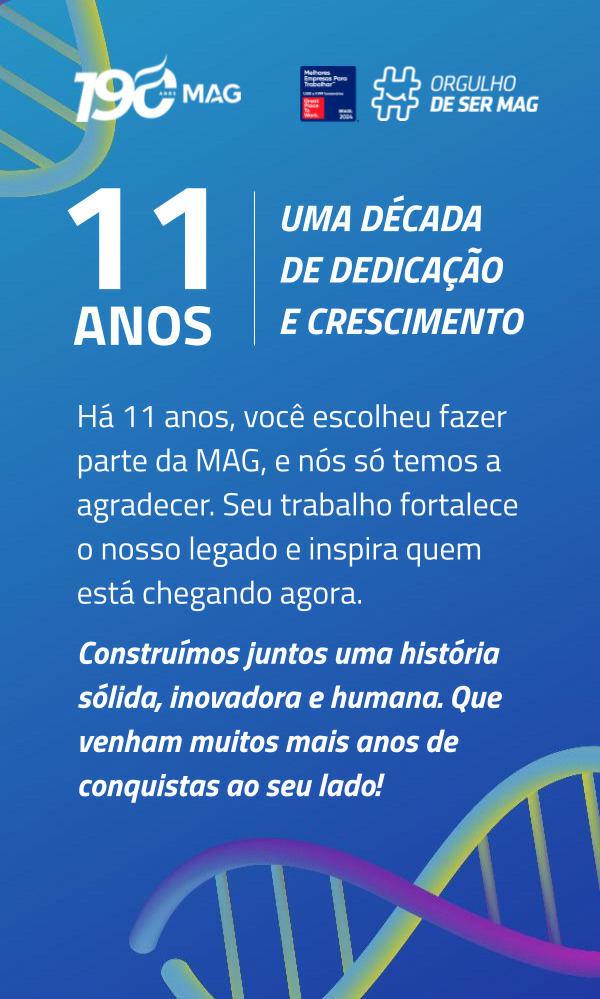 190 ANOS MAG
Melhores
Empresas Para
Trabalhar
Great
Place
To
Work.
BRASIL
2024
ORGULHO
DE SER MAG
11
ANOS
UMA DÉCADA
DE DEDICAÇÃO
E CRESCIMENTO
Há 11 anos, você escolheu fazer
parte da MAG, e nós só temos a
agradecer. Seu trabalho fortalece
o nosso legado e inspira quem
está chegando agora.
Construímos juntos uma história
sólida, inovadora e humana. Que
venham muitos mais anos de
conquistas ao seu lado!